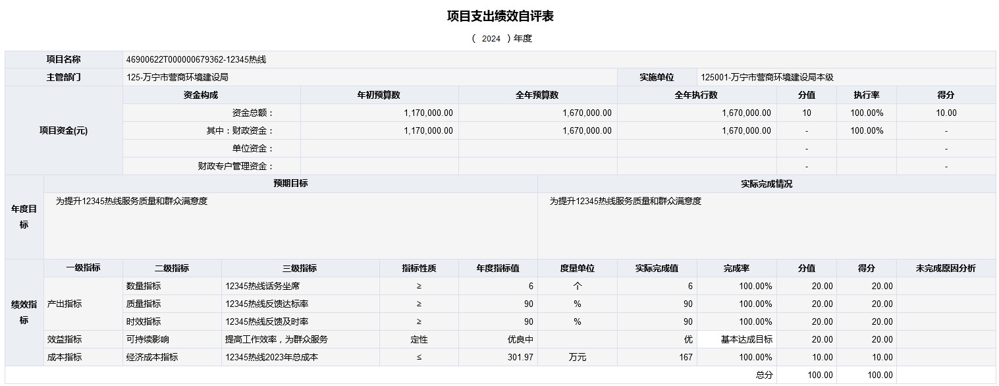 项目支出绩效自评表
( 2024 ) 年度
项目名称 46900622T000000679362-12345热线
主管部门 125-万宁市营商环境建设局 实施单位 125001-万宁市营商环境建设局本级
项目资金(元) 资金构成 年初预算数 全年预算数 全年执行数 分值 执行率 得分
资金总额： 1,170,000.00 1,670,000.00 1,670,000.00 10 100.00% 10.00
其中：财政资金： 1,170,000.00 1,670,000.00 1,670,000.00 - 100.00% -
单位资金： - -
财政专户管理资金： - -
年度目标 预期目标 实际完成情况
为提升12345热线服务质量和群众满意度 为提升12345热线服务质量和群众满意度
绩效指标 一级指标 二级指标 三级指标 指标性质 年度指标值 度量单位 实际完成值 完成率 分值 得分 未完成原因分析
产出指标 数量指标 12345热线话务坐席 ≥ 6 个 6 100.00% 20.00 20.00
质量指标 12345热线反馈达标率 ≥ 90 % 90 100.00% 20.00 20.00
时效指标 12345热线反馈及时率 ≥ 90 % 90 100.00% 20.00 20.00
效益指标 可持续影响 提高工作效率，为群众服务 定性 优良中 优 基本达成目标 20.00 20.00
成本指标 经济成本指标 12345热线2023年总成本 ≤ 301.97 万元 167 100.00% 10.00 10.00
总分 100.00 100.00